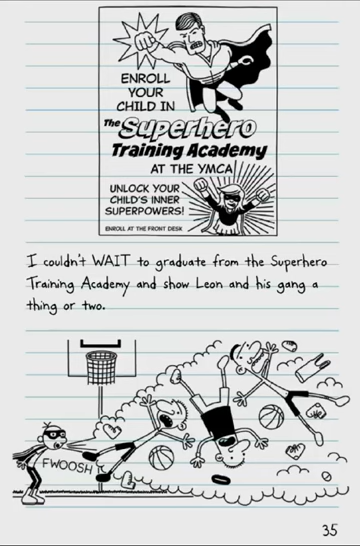 ENROLL
YOUR
CHILD IN
The Superhero
Training Academy
AT THE YMCA
UNLOCK YOUR
CHILD'S INNER
SUPERPOWERS!
ENROLL AT THE FRONT DESK
I couldn't WAIT to graduate from the Superhero
Training Academy and show Leon and his gang a
thing or two.
FWOOSH
35